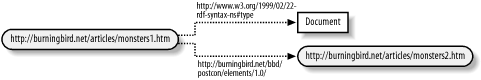 http://www.w3.org/1999/02/22-
rdf-syntax-ns#type
Document
http://burningbird.net/articles/monsters1.htm
http://burningbird.net/articles/monsters2.htm
http://burningbird.net/bbd/
postcon/elements/1.0/